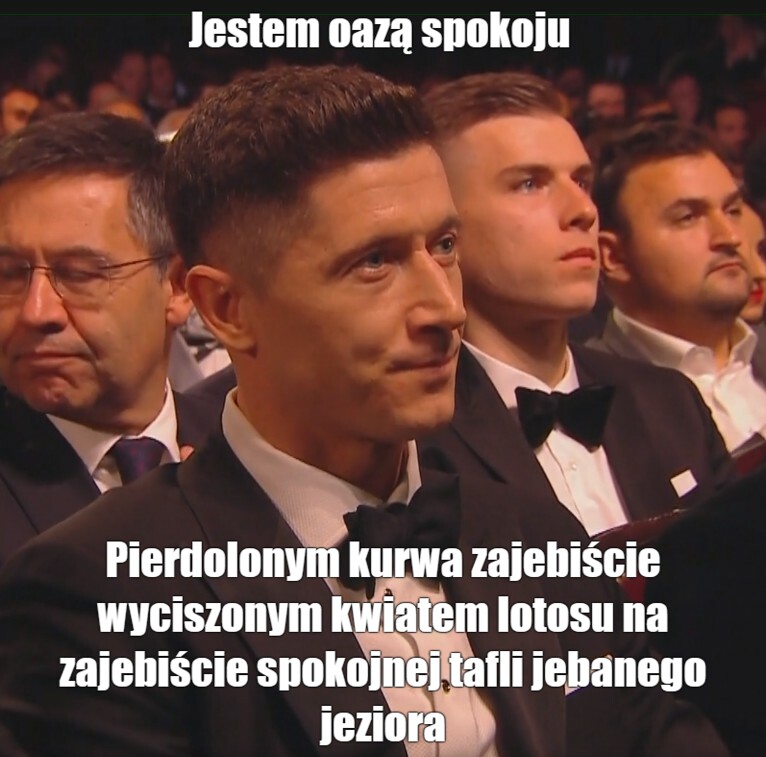 Jestem oazą spokoju
Pierdolonym kurwa zajebiście
wyciszonym kwiatem lotosu na
zajebiście spokojnej tafli jebanego
jeziora